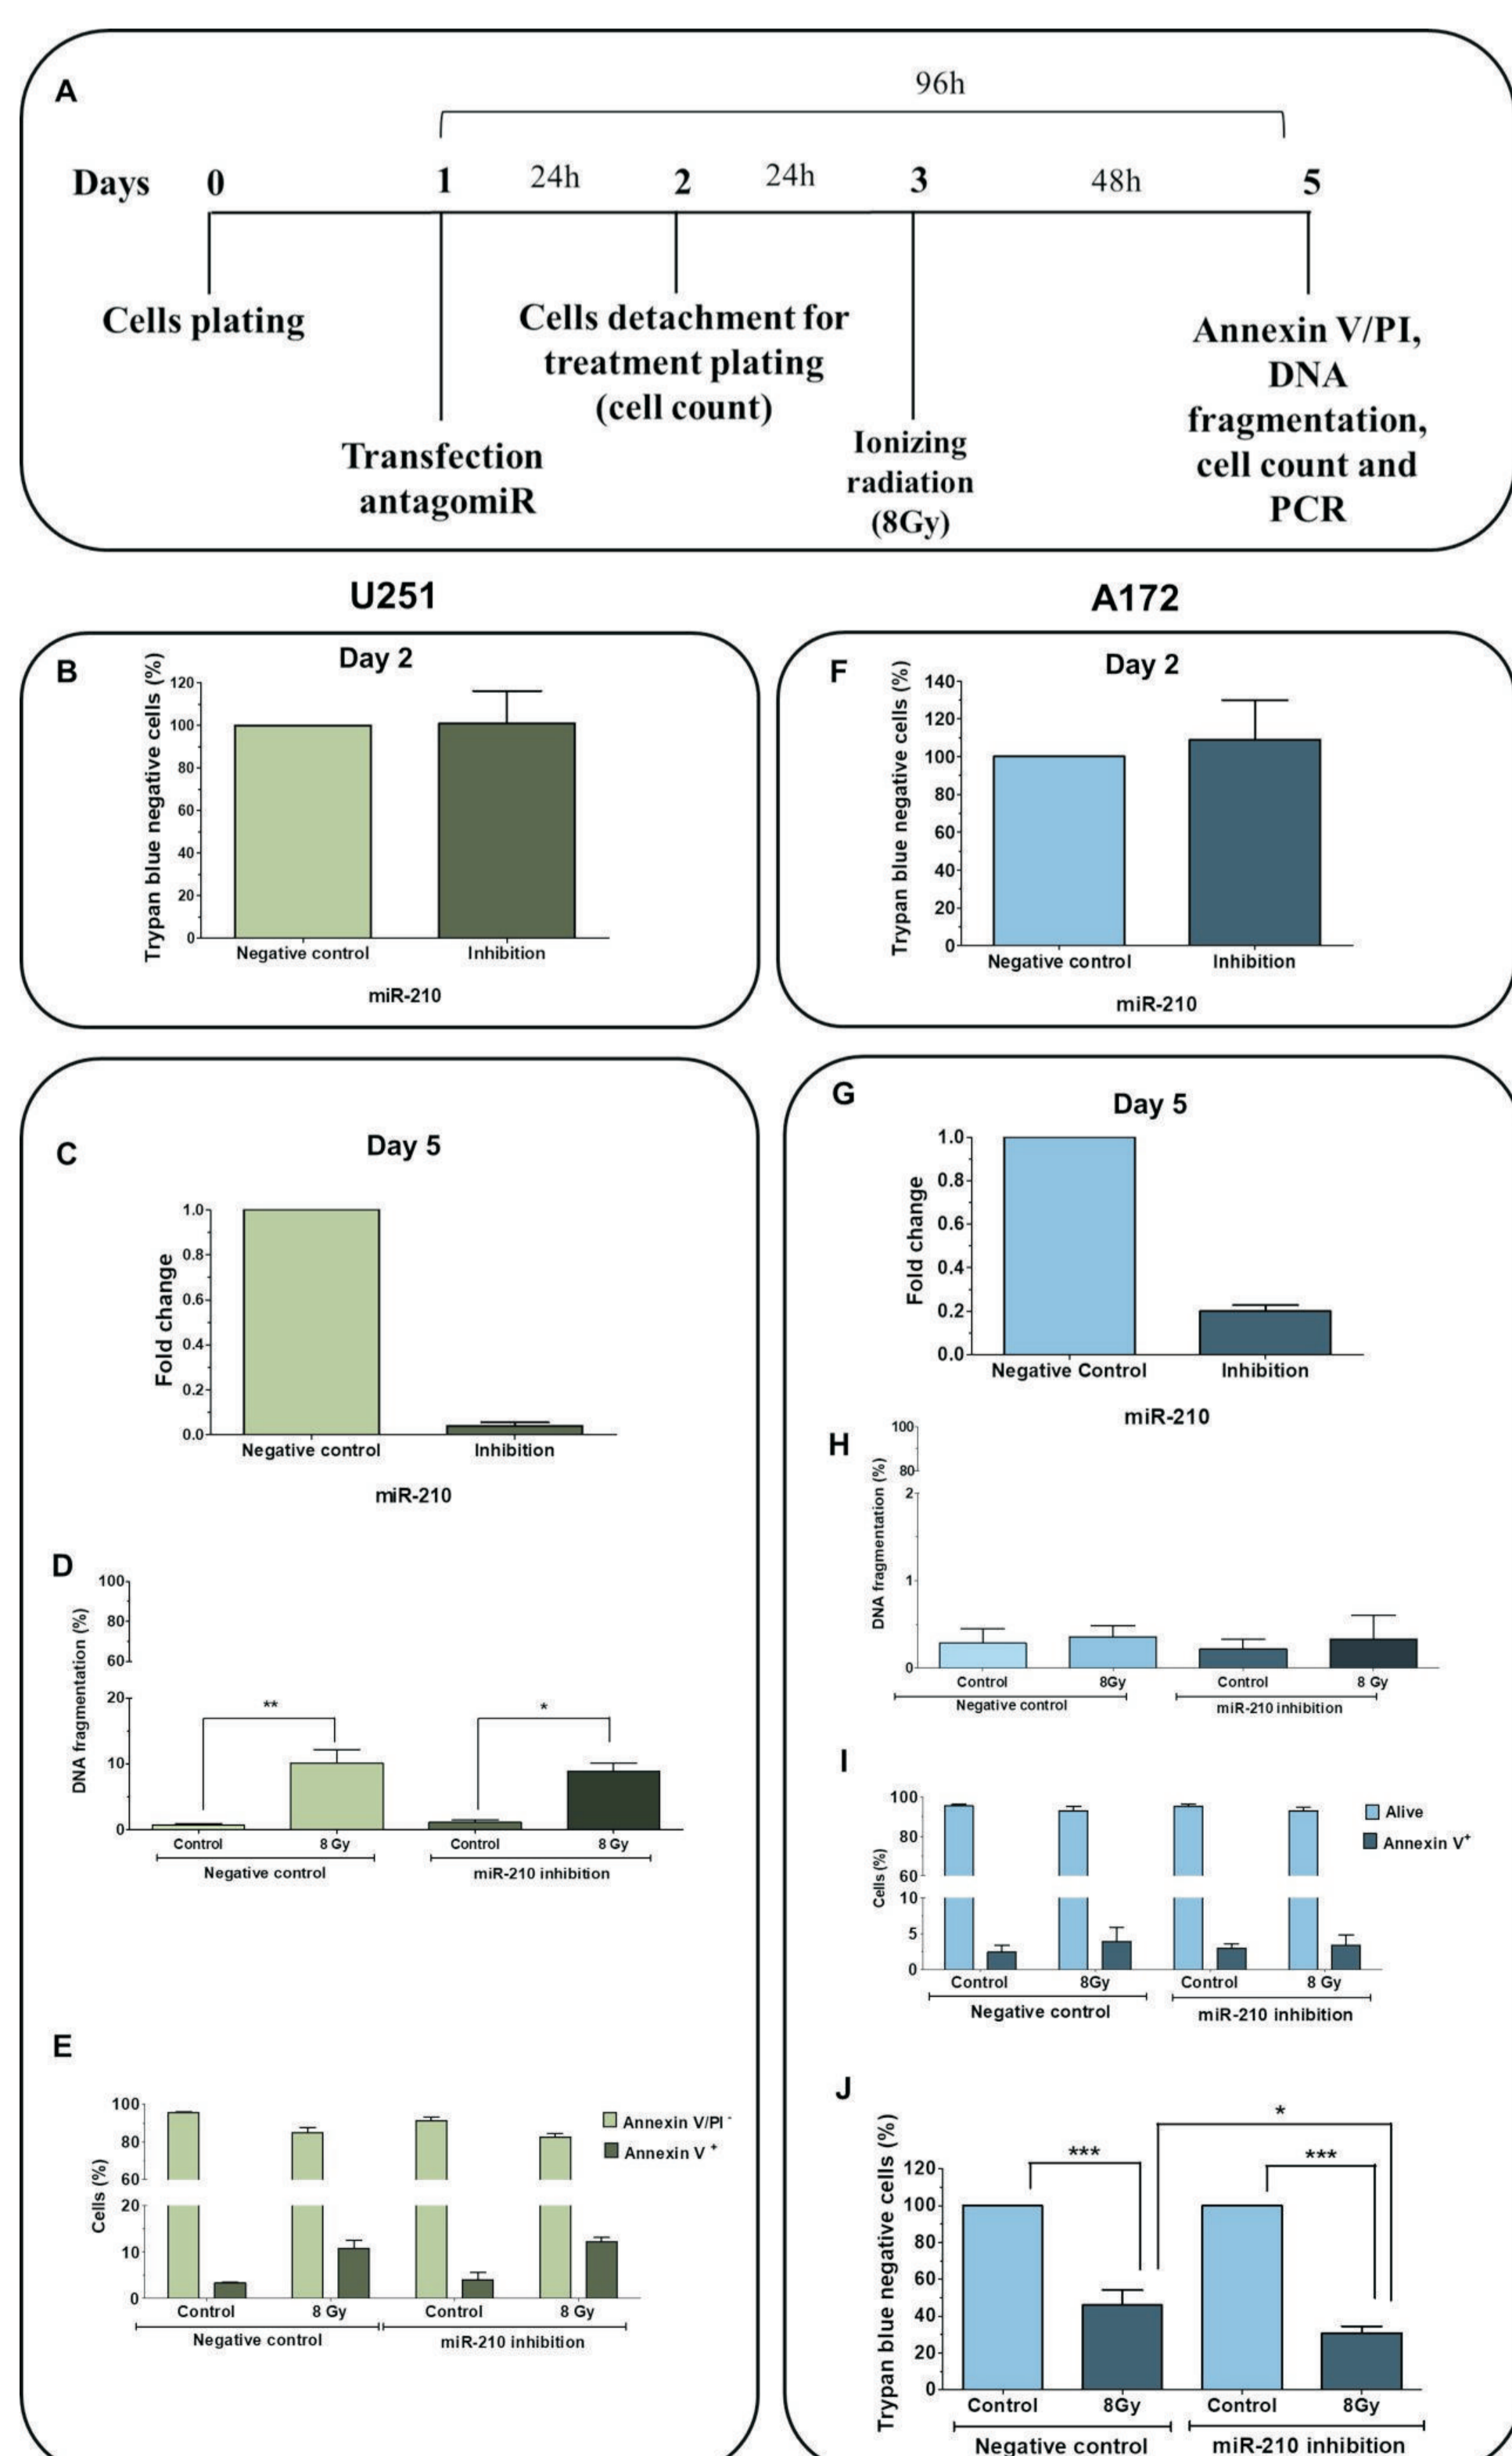 A
96h
Days 0 1 24h 2 24h 3 48h 5
Cells plating
Transfection
antagomiR
Cells detachment for
treatment plating
(cell count)
Ionizing
radiation
(8Gy)
Annexin V/PI,
DNA
fragmentation,
cell count and
PCR
U251
B
Day 2
Trypan blue negative cells (%)
120
100
80
60
40
20
0
Negative control Inhibition
miR-210
C
Day 5
Fold change
1.0
0.8
0.6
0.4
0.2
0.0
Negative control Inhibition
miR-210
D
DNA fragmentation (%)
100
80
60
20
10
0
** *
Control 8 Gy Control 8 Gy
Negative control miR-210 inhibition
E
Cells (%)
100
80
60
20
10
0
Annexin V/PI -
Annexin V +
Control 8 Gy Control 8 Gy
Negative control miR-210 inhibition
A172
F
Day 2
Trypan blue negative cells (%)
140
120
100
80
60
40
20
0
Negative control Inhibition
miR-210
G
Day 5
Fold change
1.0
0.8
0.6
0.4
0.2
0.0
Negative Control Inhibition
miR-210
H
DNA fragmentation (%)
100
80
2
1
0
Control 8Gy Control 8 Gy
Negative control miR-210 inhibition
I
Cells (%)
100
80
60
10
5
0
Alive
Annexin V+
Control 8Gy Control 8 Gy
Negative control miR-210 inhibition
J
Trypan blue negative cells (%)
120
100
80
60
40
20
0
*
*** ***
Control 8Gy Control 8Gy
Negative control miR-210 inhibition